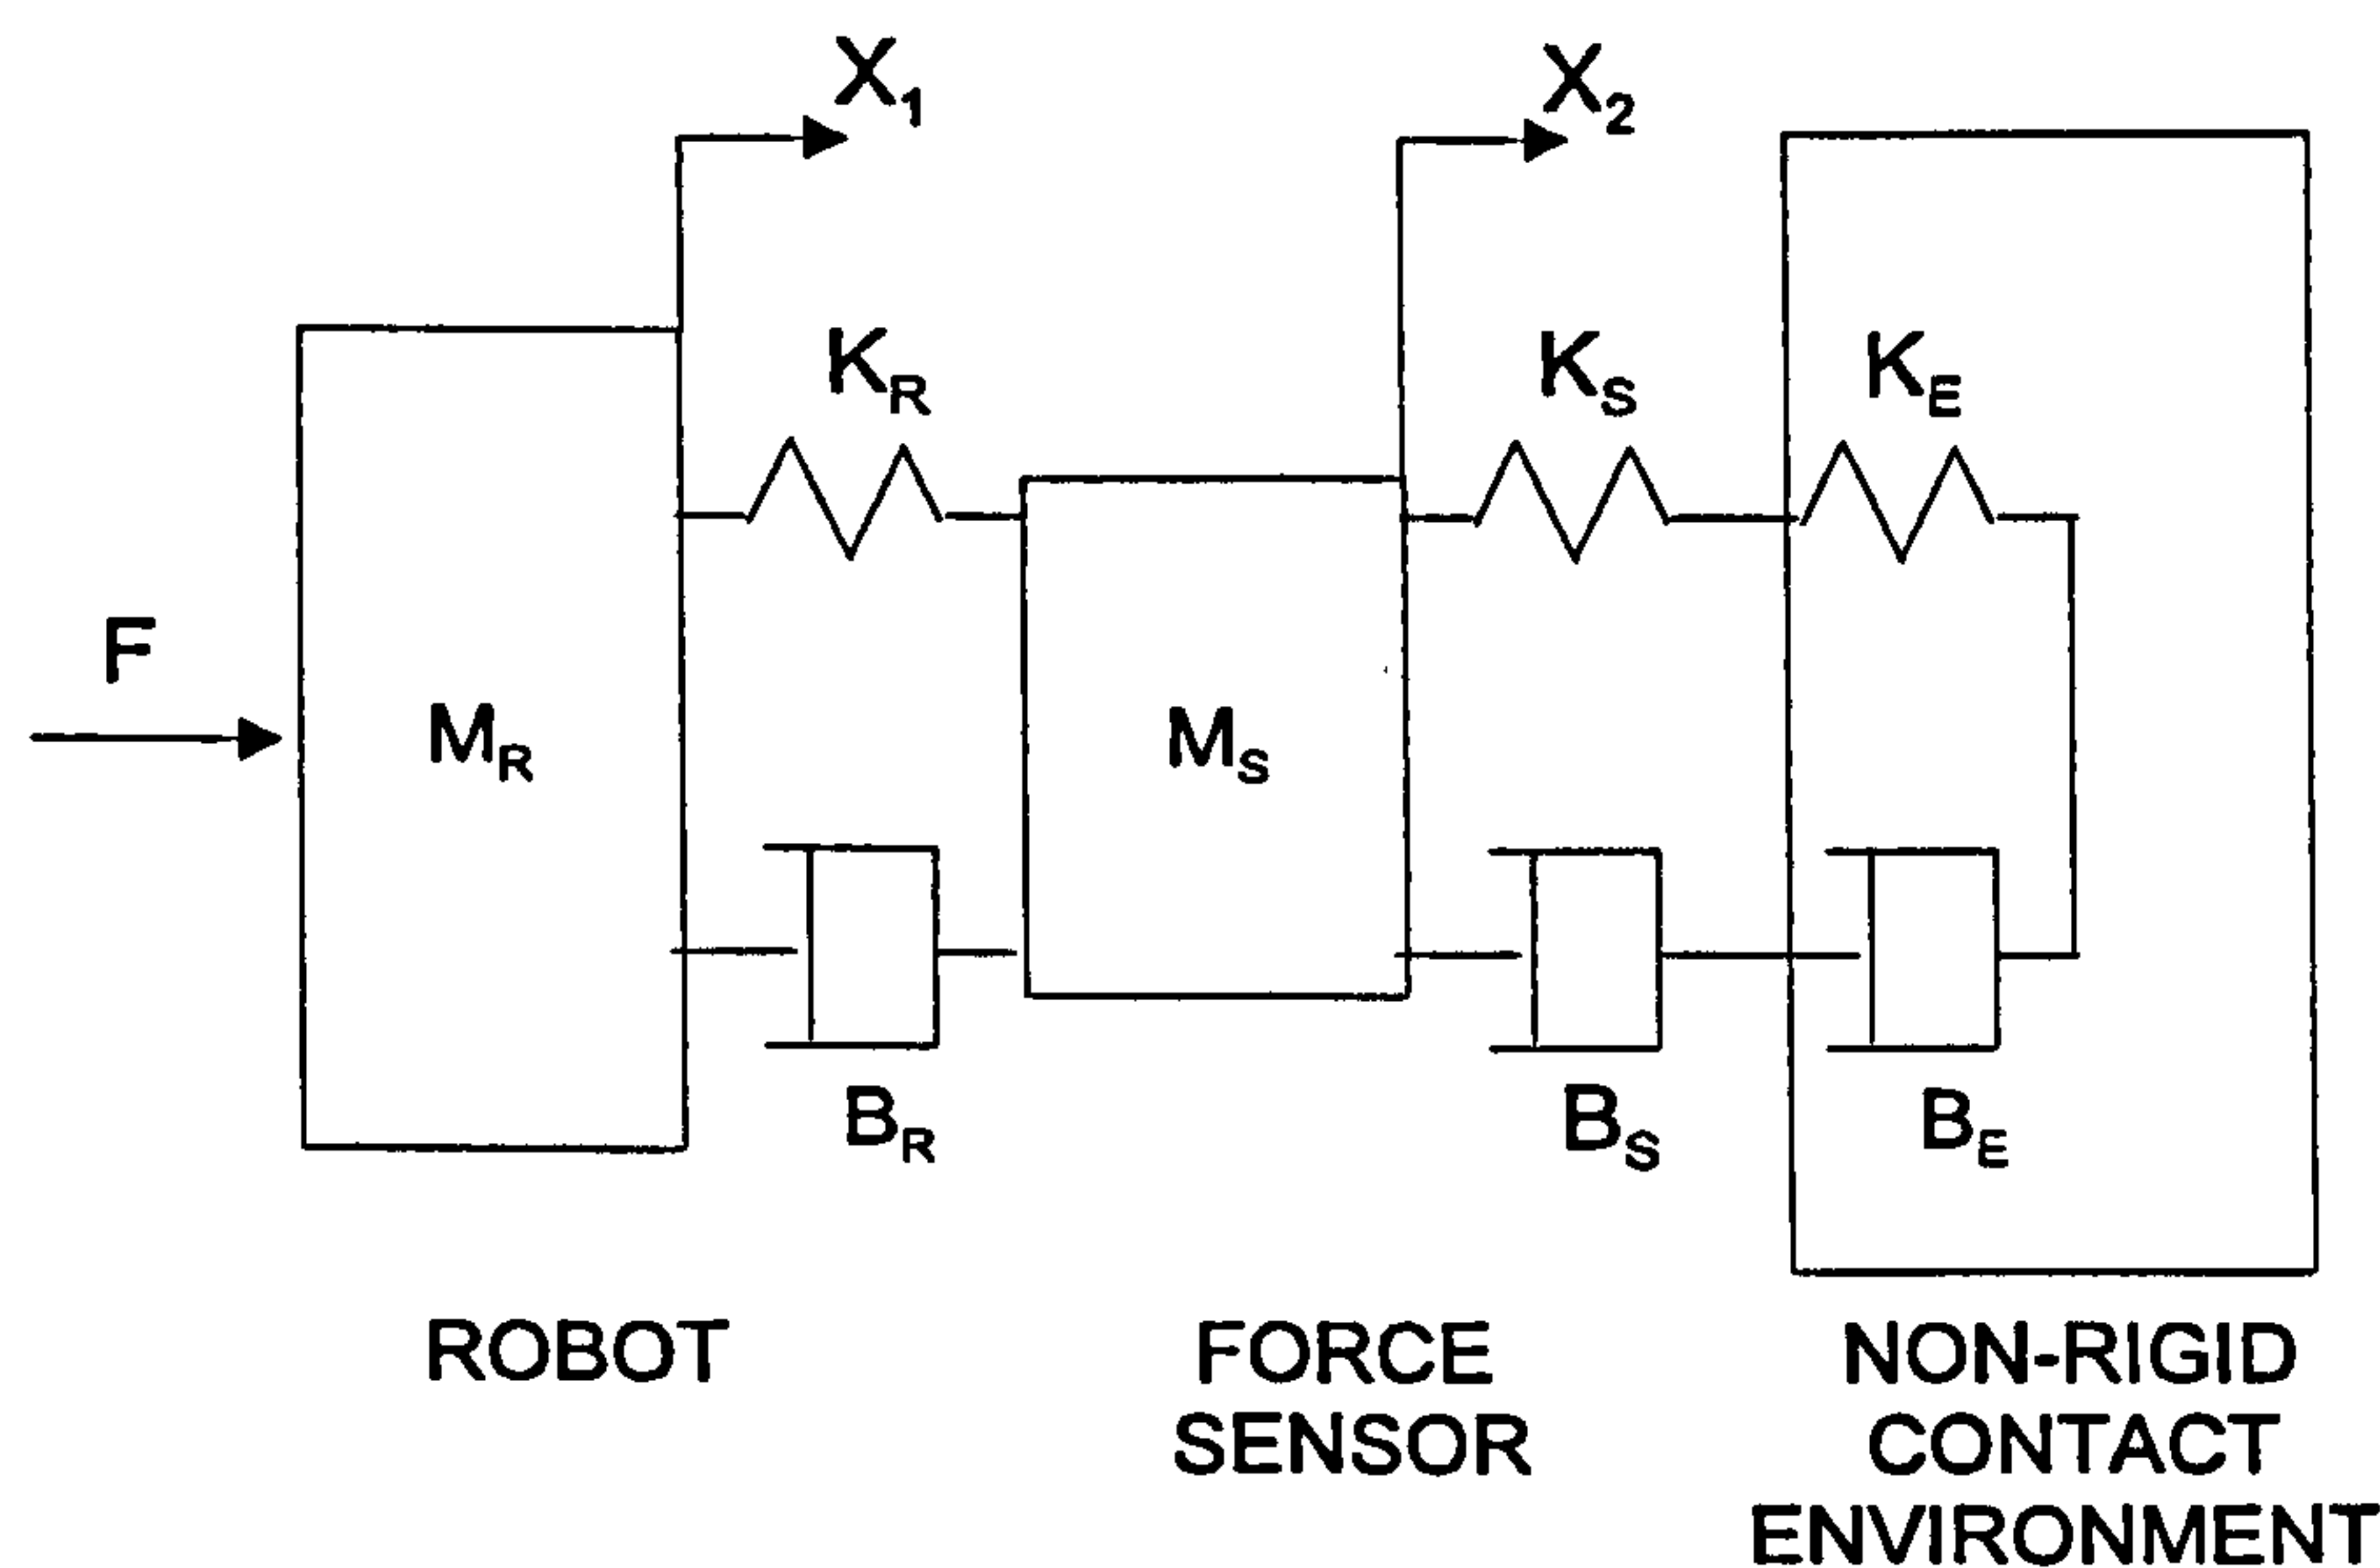 X1
X2
KR
KS
KE
F
MR
MS
BR
BS
BE
ROBOT
FORCE
SENSOR
NON-RIGID
CONTACT
ENVIRONMENT